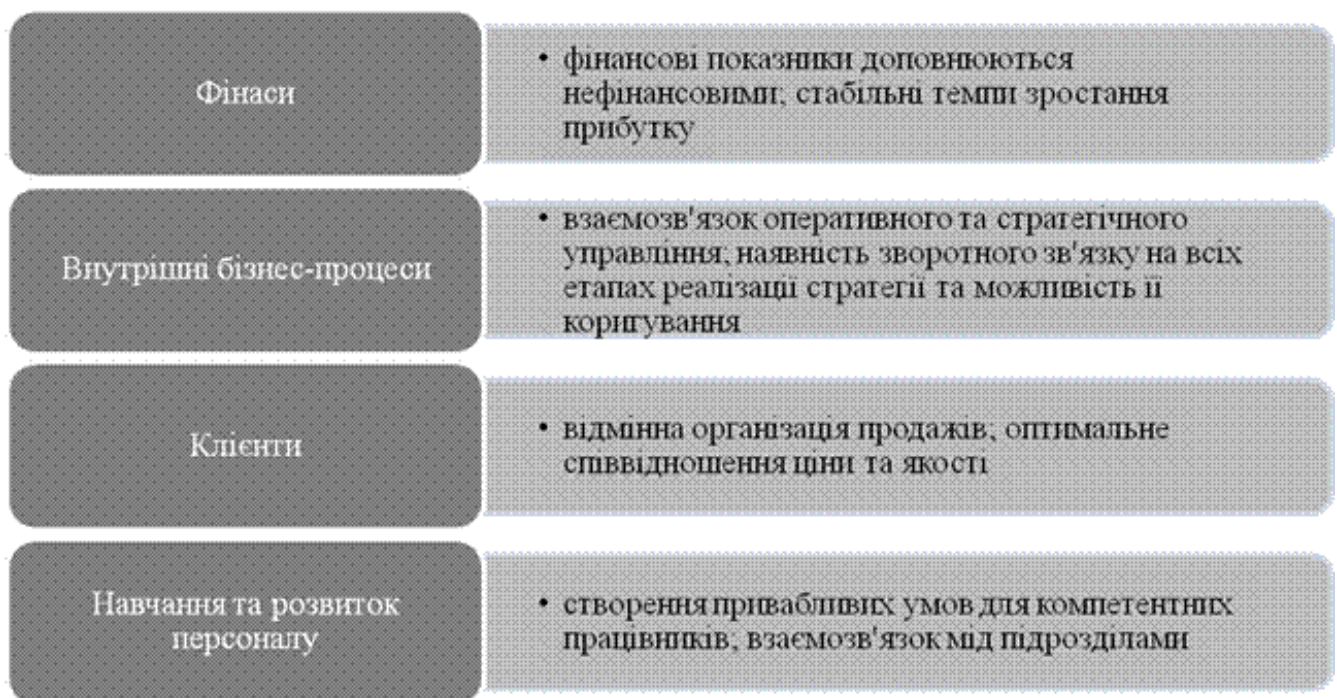 Фінаси
• фінансові показники доповнюються
нефінансовими; стабільні темпи зростання
прибутку
Внутрішні бізнес-процеси
• взаємозв'язок оперативного та стратегічного
управління; наявність зворотного зв'язку на всіх
етапах реалізації стратегії та можливість її
коригування
Клієнти
• відмінна організація продажів; оптимальне
співвідношення ціни та якості
Навчання та розвиток
персоналу
• створення привабливих умов для компетентних
працівників; взаємозв'язок мід підрозділами